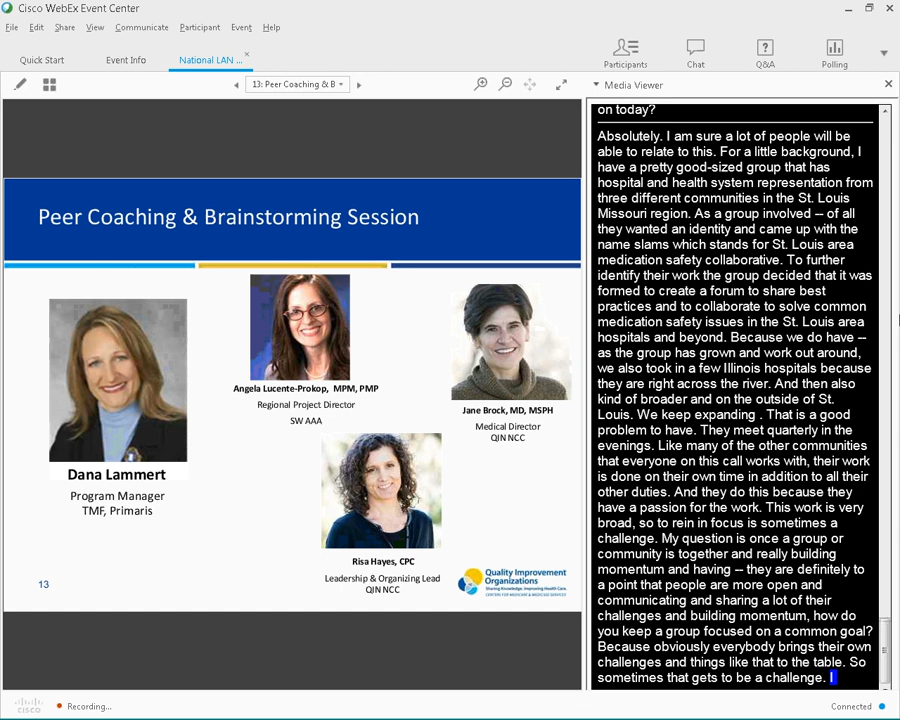 Cisco WebEx Event Center
File Edit Share View Communicate Participant Event Help
Quick Start Event Info National LAN ... ×
Participants Chat Q&A Polling
13: Peer Coaching & B
Media Viewer
Peer Coaching & Brainstorming Session
Dana Lammert
Program Manager
TMF, Primaris
Angela Lucente-Prokop, MPM, PMP
Regional Project Director
SW AAA
Jane Brock, MD, MSPH
Medical Director
QIN NCC
Risa Hayes, CPC
Leadership & Organizing Lead
QIN NCC
13
Quality Improvement
Organizations
Sharing Knowledge. Improving Health Care.
CENTERS FOR MEDICARE & MEDICAID SERVICES
on today?
Absolutely. I am sure a lot of people will be
able to relate to this. For a little background, I
have a pretty good-sized group that has
hospital and health system representation from
three different communities in the St. Louis
Missouri region. As a group involved -- of all
they wanted an identity and came up with the
name slams which stands for St. Louis area
medication safety collaborative. To further
identify their work the group decided that it was
formed to create a forum to share best
practices and to collaborate to solve common
medication safety issues in the St. Louis area
hospitals and beyond. Because we do have --
as the group has grown and work out around,
we also took in a few Illinois hospitals because
they are right across the river. And then also
kind of broader and on the outside of St.
Louis. We keep expanding . That is a good
problem to have. They meet quarterly in the
evenings. Like many of the other communities
that everyone on this call works with, their work
is done on their own time in addition to all their
other duties. And they do this because they
have a passion for the work. This work is very
broad, so to rein in focus is sometimes a
challenge. My question is once a group or
community is together and really building
momentum and having -- they are definitely to
a point that people are more open and
communicating and sharing a lot of their
challenges and building momentum, how do
you keep a group focused on a common goal?
Because obviously everybody brings their own
challenges and things like that to the table. So
sometimes that gets to be a challenge. I
cisco Recording... Connected